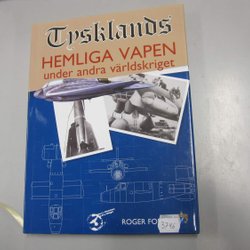 Tysklands
HEMLIGA VAPEN
under andra världskriget
ROGER